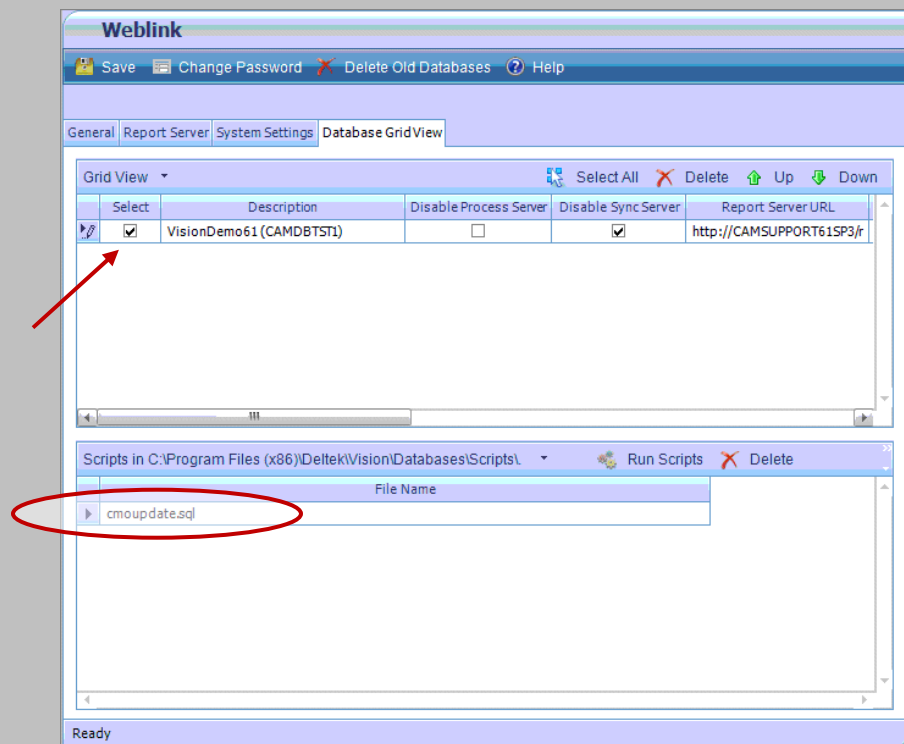 Weblink
Save Change Password Delete Old Databases Help
General Report Server System Settings Database Grid View
Grid View Select All Delete Up Down
Select Description Disable Process Server Disable Sync Server Report Server URL
VisionDemo61 (CAMDBTST1) http://CAMSUPPORT61SP3/r
Scripts in C:\Program Files (x86)\Deltek\Vision\Databases\Scripts\. Run Scripts Delete
File Name
cmoupdate.sql
Ready